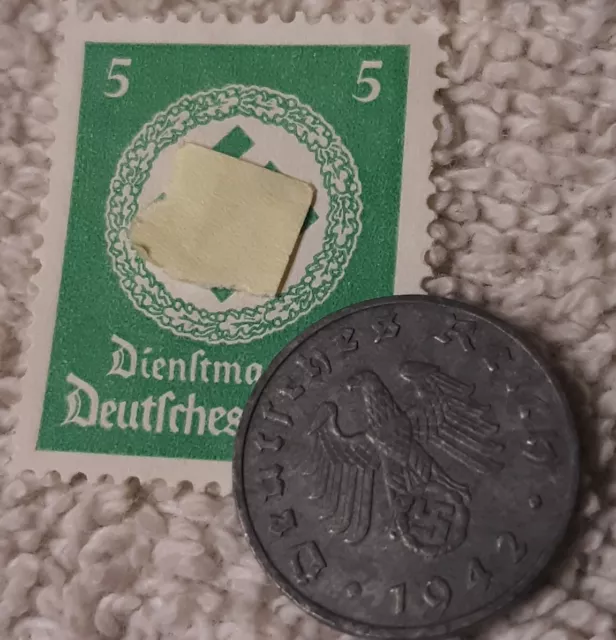 5 5
Dienſtma
Deutſches
Deutsches Reich
1942